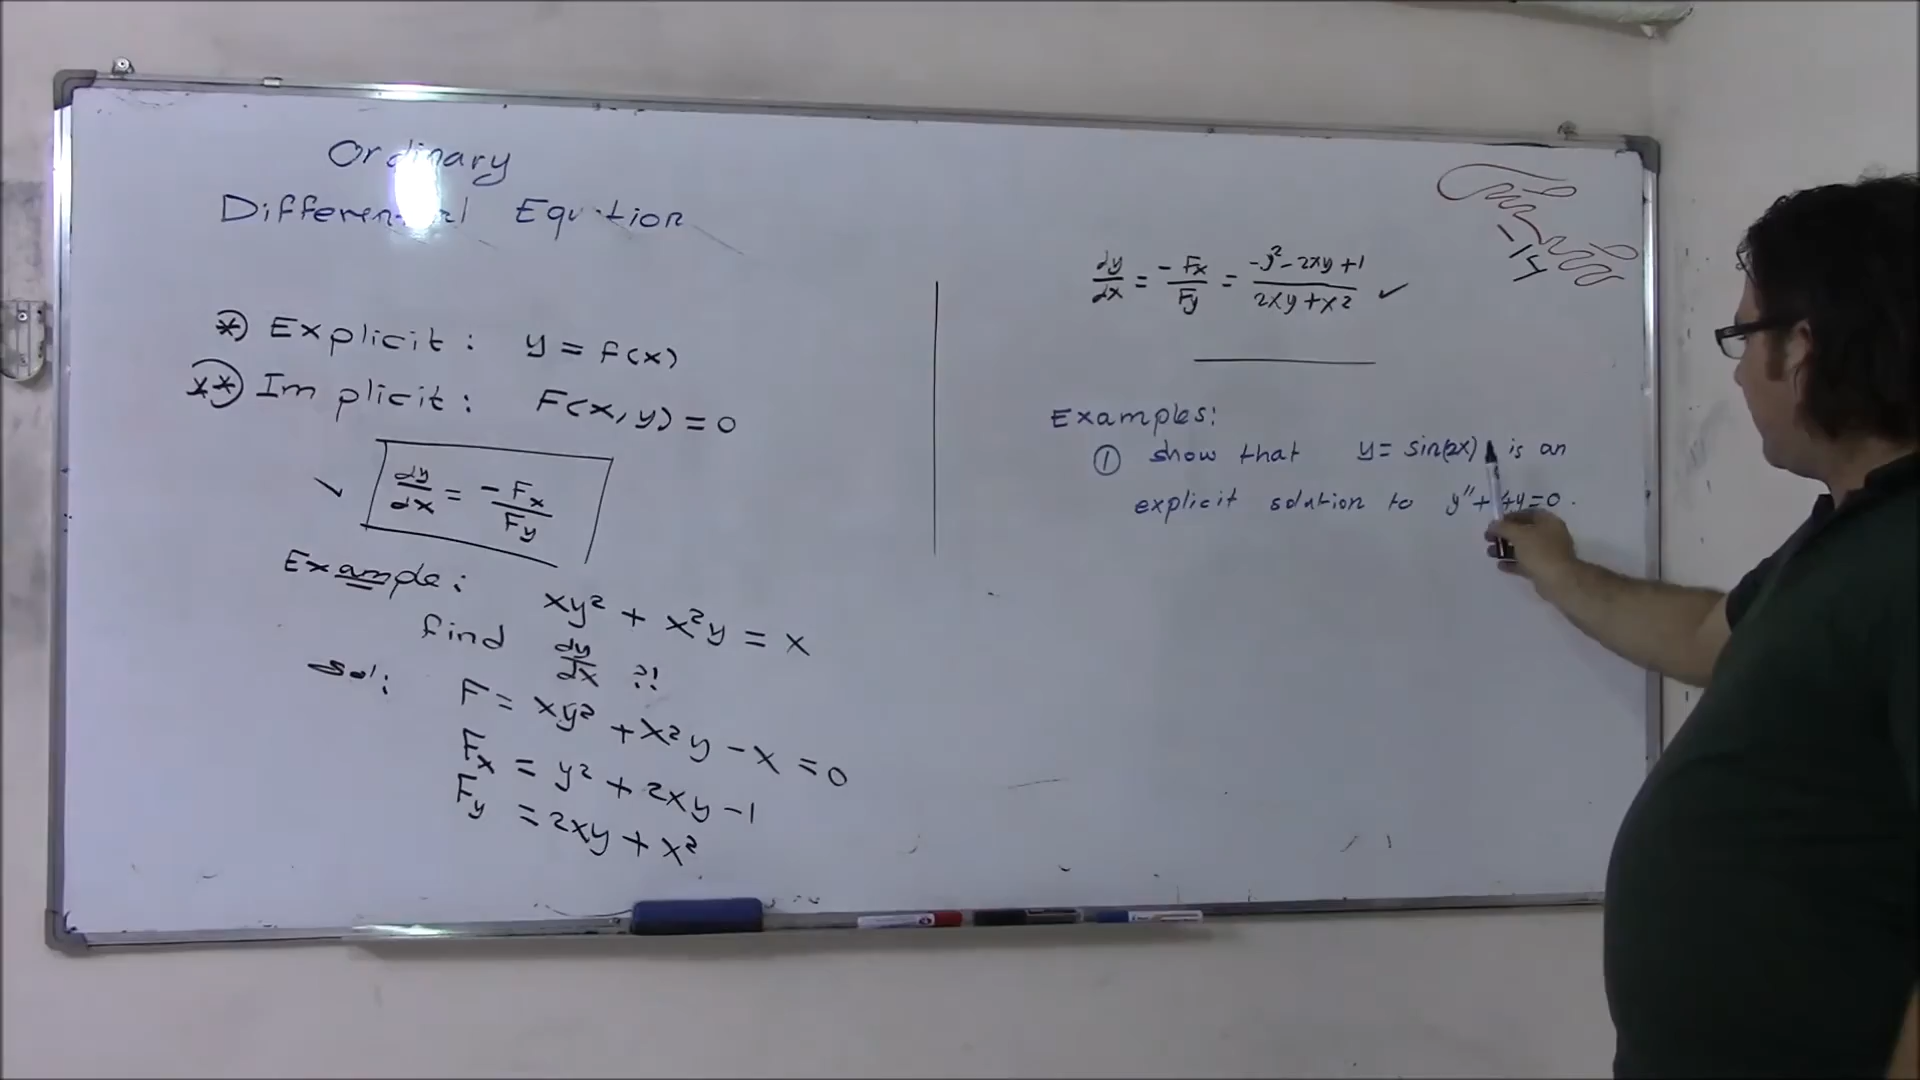 Ordinary
Differential Equation
*) Explicit: y = f(x)
**) Implicit: F(x,y) = 0
✓ dy/dx = -Fx/Fy
Example: xy² + x²y = x
find dy/dx ?!
Sol:
F = xy² + x²y - x = 0
Fx = y² + 2xy - 1
Fy = 2xy + x²
dy/dx = -Fx/Fy = -y² - 2xy + 1 / 2xy + x² ✓
Examples:
① show that y = sin(2x) is an
explicit solution to y'' + 4y = 0.